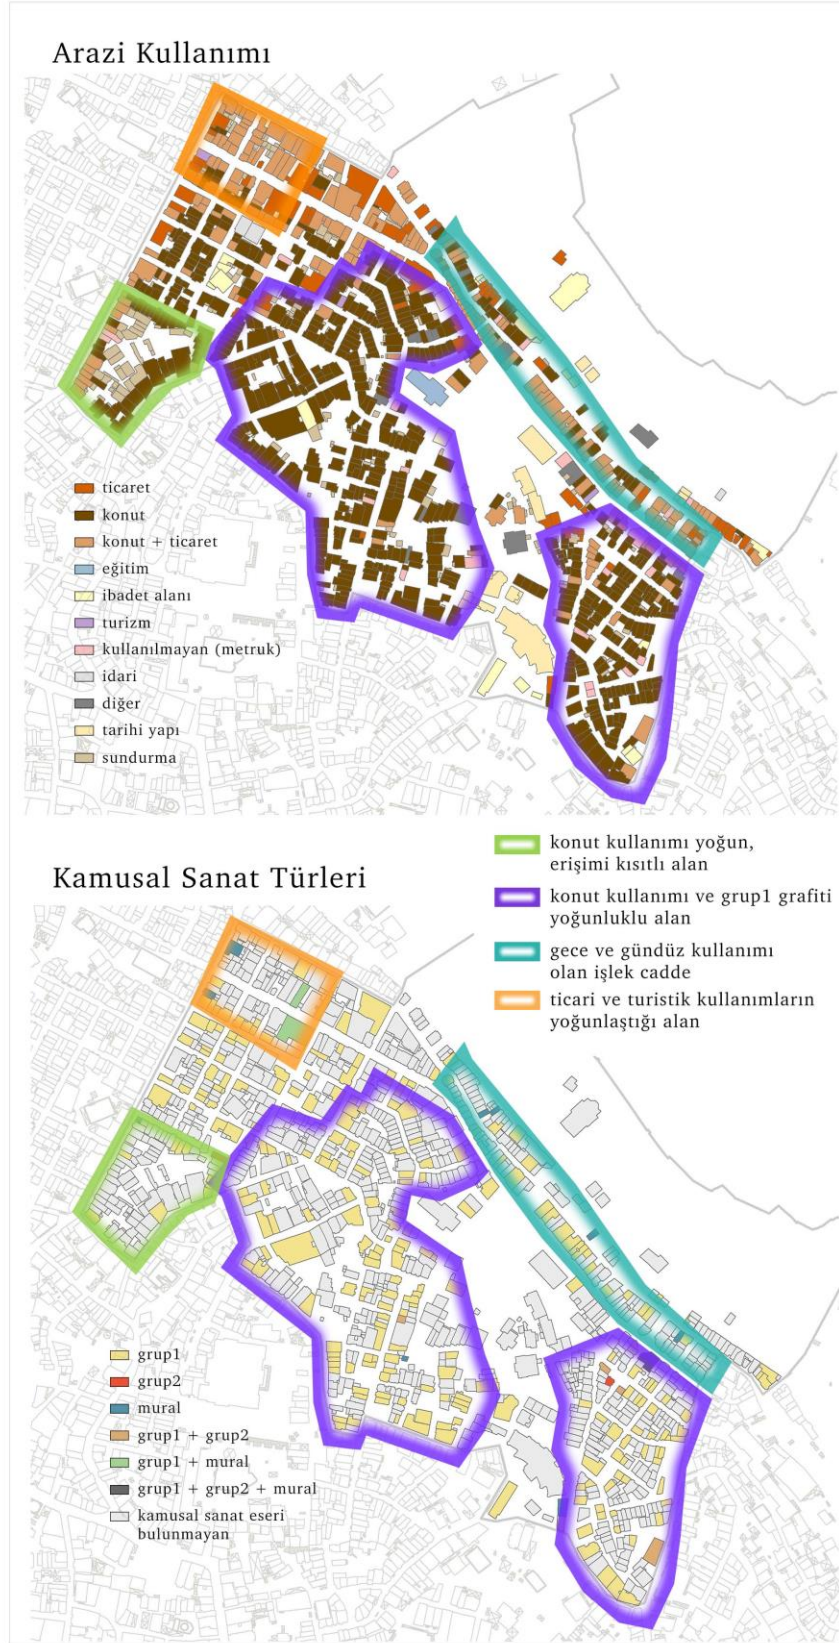 Arazi Kullanımı
ticaret
konut
konut + ticaret
eğitim
ibadet alanı
turizm
kullanılmayan (metruk)
idari
diğer
tarihi yapı
sundurma
konut kullanımı yoğun,
erişimi kısıtlı alan
konut kullanımı ve grup1 grafiti
yoğunluklu alan
gece ve gündüz kullanımı
olan işlek cadde
ticari ve turistik kullanımların
yoğunlaştığı alan
Kamusal Sanat Türleri
grup1
grup2
mural
grup1 + grup2
grup1 + mural
grup1 + grup2 + mural
kamusal sanat eseri
bulunmayan